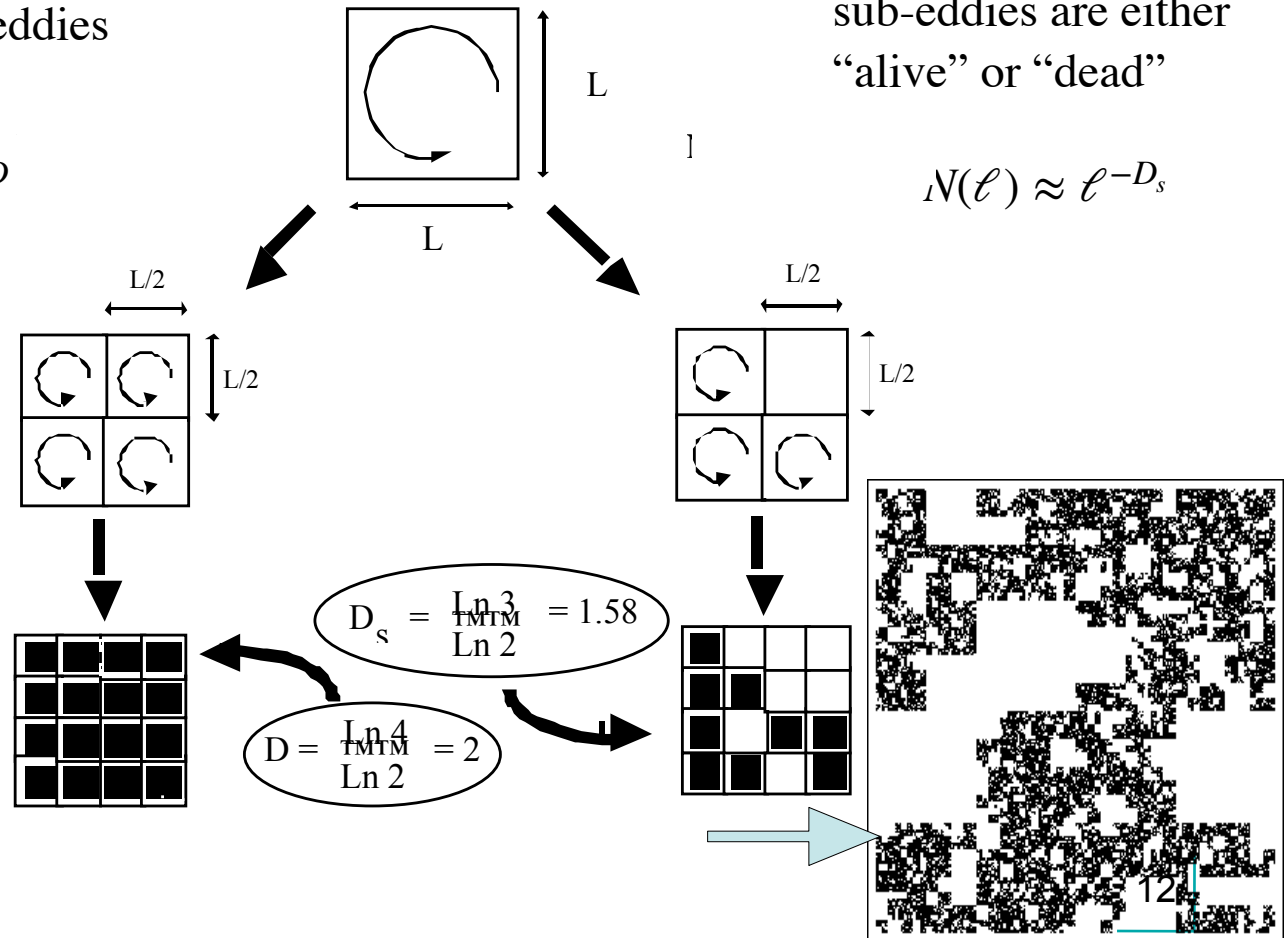 eddies
sub-eddies are either
“alive” or “dead”
L
L
N(ℓ) ≈ ℓ^{−D_s}
L/2
L/2
L/2
L/2
D_s = Ln 3 / Ln 2 = 1.58
D = Ln 4 / Ln 2 = 2
12